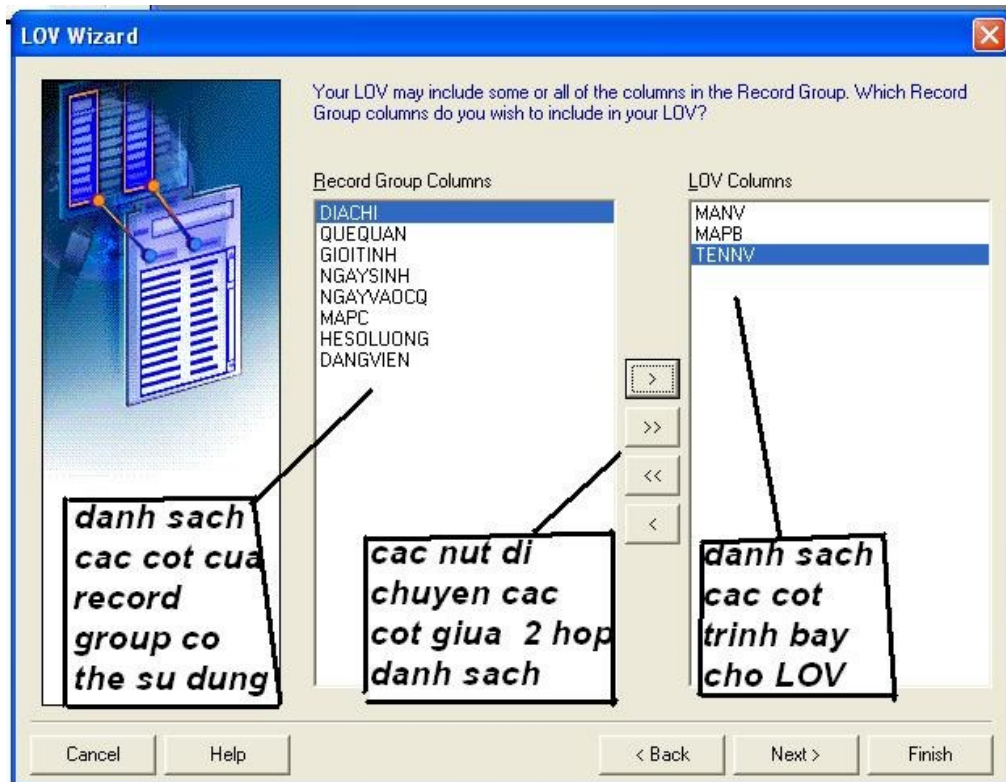 LOV Wizard
Your LOV may include some or all of the columns in the Record Group. Which Record
Group columns do you wish to include in your LOV?
Record Group Columns
DIACHI
QUEQUAN
GIOITINH
NGAYSINH
NGAYVAOCQ
MAPC
HESOLUONG
DANGVIEN
LOV Columns
MANV
MAPB
TENNV
>
>>
<<
<
danh sach
cac cot cua
record
group co
the su dung
cac nut di
chuyen cac
cot giua 2 hop
danh sach
danh sach
cac cot
trinh bay
cho LOV
Cancel
Help
< Back
Next >
Finish